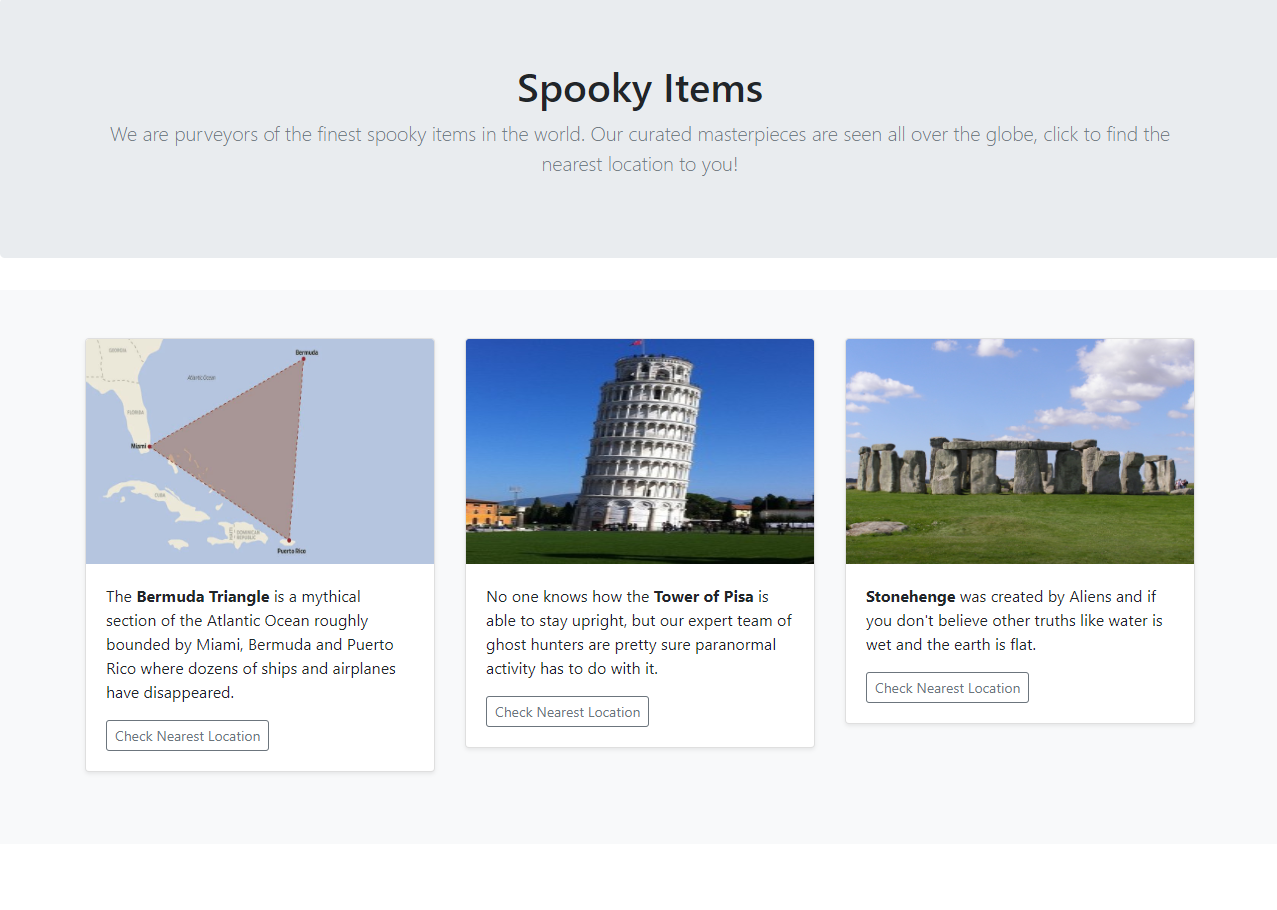 Spooky Items
We are purveyors of the finest spooky items in the world. Our curated masterpieces are seen all over the globe, click to find the
nearest location to you!
GEORGIA
Bermuda
Atlantic Ocean
FLORIDA
Miami
CUBA
HAITI
DOMINICAN
REPUBLIC
Puerto Rico
The Bermuda Triangle is a mythical
section of the Atlantic Ocean roughly
bounded by Miami, Bermuda and Puerto
Rico where dozens of ships and airplanes
have disappeared.
Check Nearest Location
No one knows how the Tower of Pisa is
able to stay upright, but our expert team of
ghost hunters are pretty sure paranormal
activity has to do with it.
Check Nearest Location
Stonehenge was created by Aliens and if
you don't believe other truths like water is
wet and the earth is flat.
Check Nearest Location